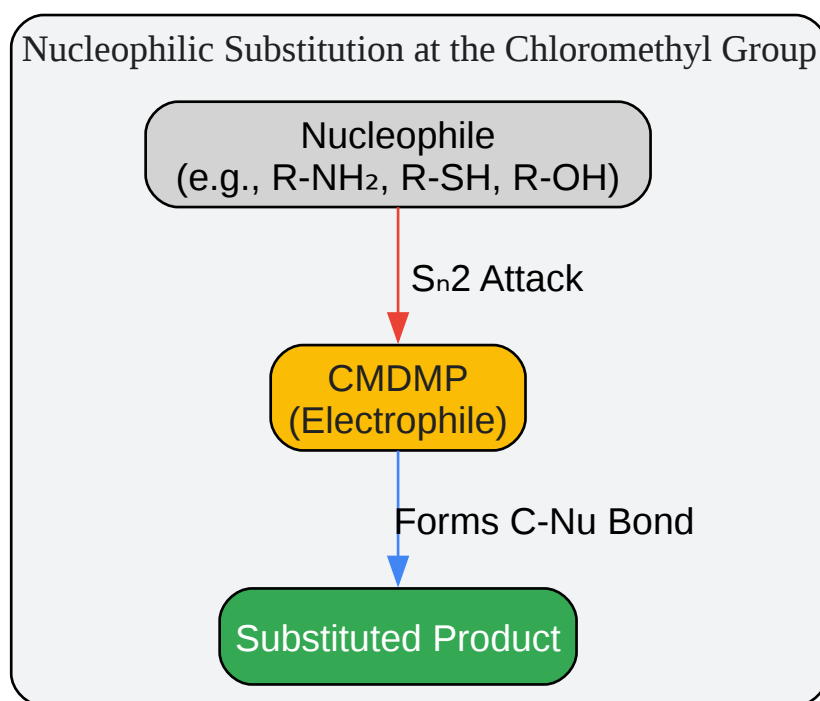 Nucleophilic Substitution at the Chloromethyl Group
Nucleophile
(e.g., R-NH₂, R-SH, R-OH)
Sₙ2 Attack
CMDMP
(Electrophile)
Forms C-Nu Bond
Substituted Product